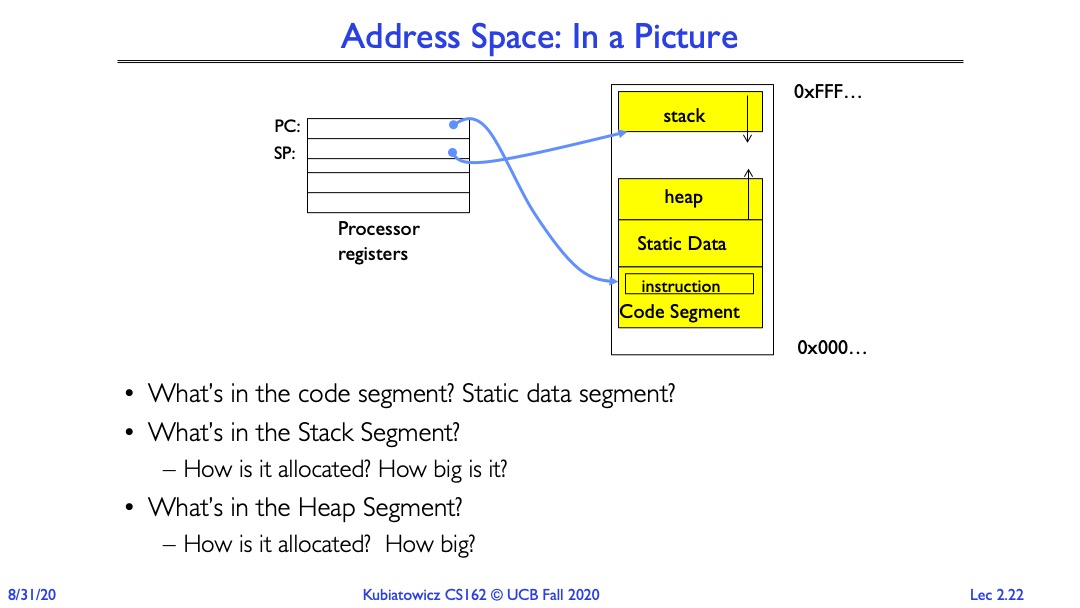 Address Space: In a Picture
0xFFF…
stack
PC:
SP:
heap
Processor
registers
Static Data
instruction
Code Segment
0x000…
• What's in the code segment? Static data segment?
• What's in the Stack Segment?
– How is it allocated? How big is it?
• What's in the Heap Segment?
– How is it allocated?  How big?
8/31/20
Kubiatowicz CS162 © UCB Fall 2020
Lec 2.22